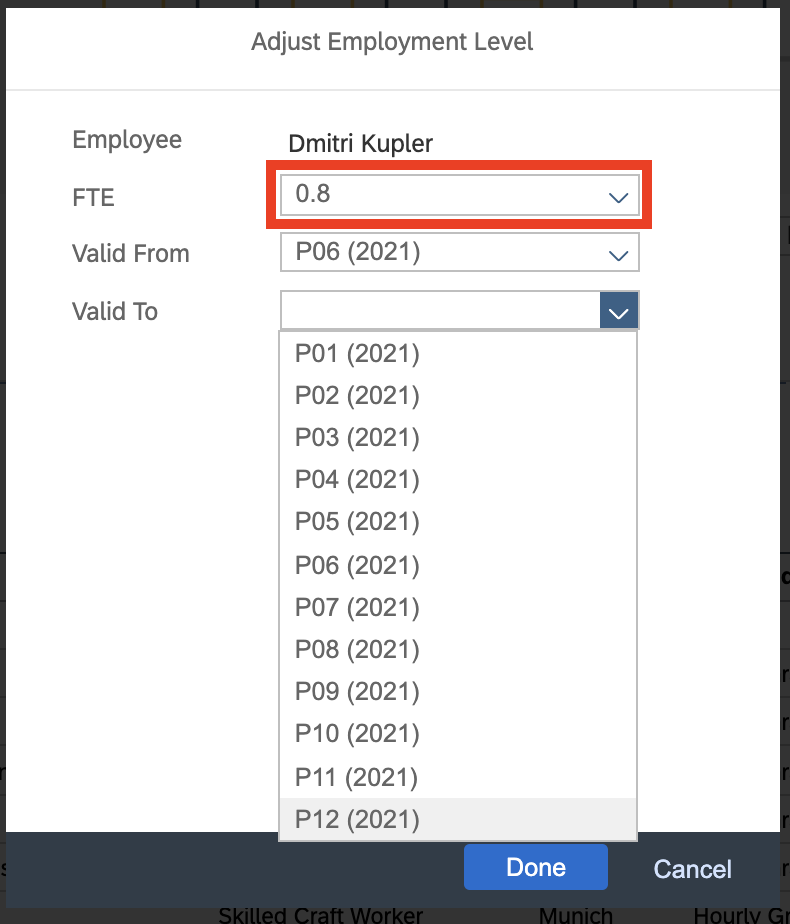 Adjust Employment Level
Employee Dmitri Kupler
FTE 0.8
Valid From P06 (2021)
Valid To
P01 (2021)
P02 (2021)
P03 (2021)
P04 (2021)
P05 (2021)
P06 (2021)
P07 (2021)
P08 (2021)
P09 (2021)
P10 (2021)
P11 (2021)
P12 (2021)
Done Cancel
Skilled Craft Worker Munich Hourly